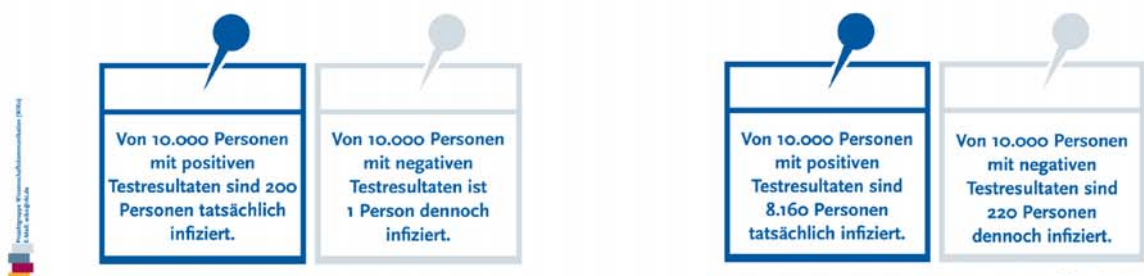 Von 10.000 Personen
mit positiven
Testresultaten sind 200
Personen tatsächlich
infiziert.
Von 10.000 Personen
mit negativen
Testresultaten ist
1 Person dennoch
infiziert.
Von 10.000 Personen
mit positiven
Testresultaten sind
8.160 Personen
tatsächlich infiziert.
Von 10.000 Personen
mit negativen
Testresultaten sind
220 Personen
dennoch infiziert.
Projektgruppe Wissenschaftskommunikation